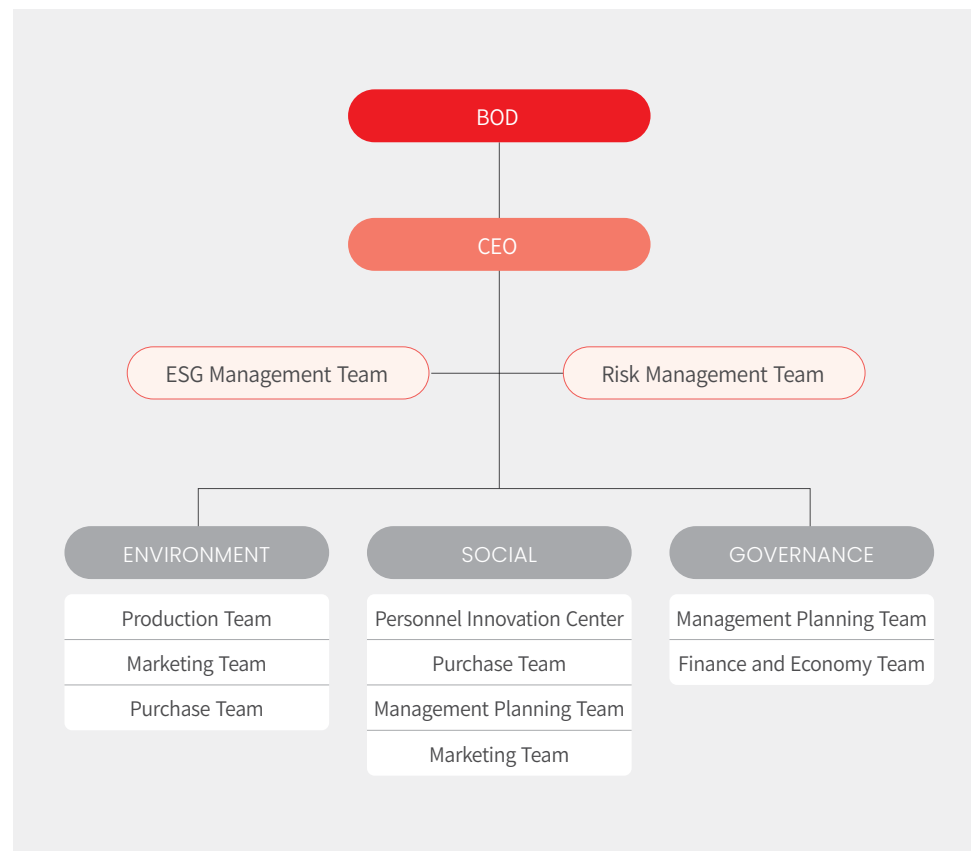 BOD
CEO
ESG Management Team
Risk Management Team
ENVIRONMENT
Production Team
Marketing Team
Purchase Team
SOCIAL
Personnel Innovation Center
Purchase Team
Management Planning Team
Marketing Team
GOVERNANCE
Management Planning Team
Finance and Economy Team